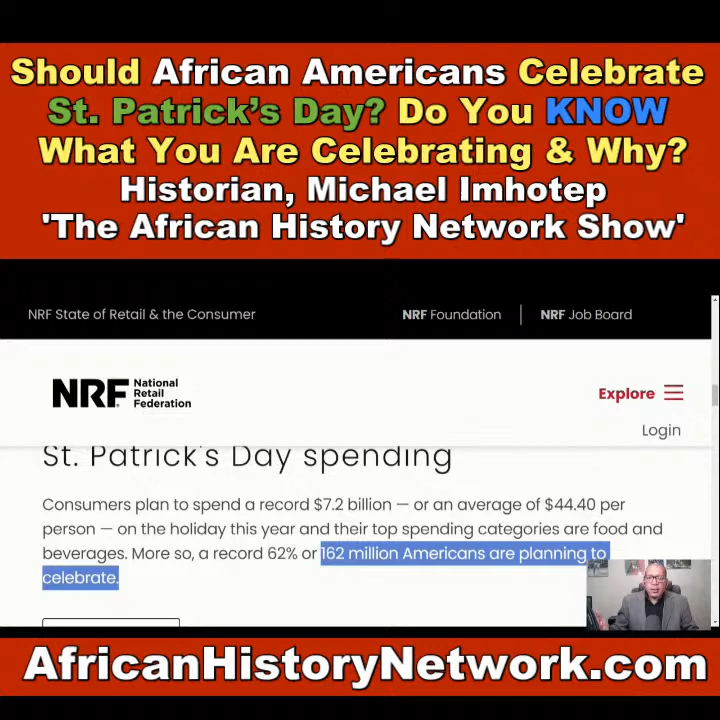 Should African Americans Celebrate
St. Patrick's Day? Do You KNOW
What You Are Celebrating & Why?
Historian, Michael Imhotep
'The African History Network Show'
NRF State of Retail & the Consumer
NRF Foundation
NRF Job Board
NRF National Retail Federation
Explore
Login
St. Patrick's Day spending
Consumers plan to spend a record $7.2 billion — or an average of $44.40 per
person — on the holiday this year and their top spending categories are food and
beverages. More so, a record 62% or 162 million Americans are planning to
celebrate.
AfricanHistoryNetwork.com